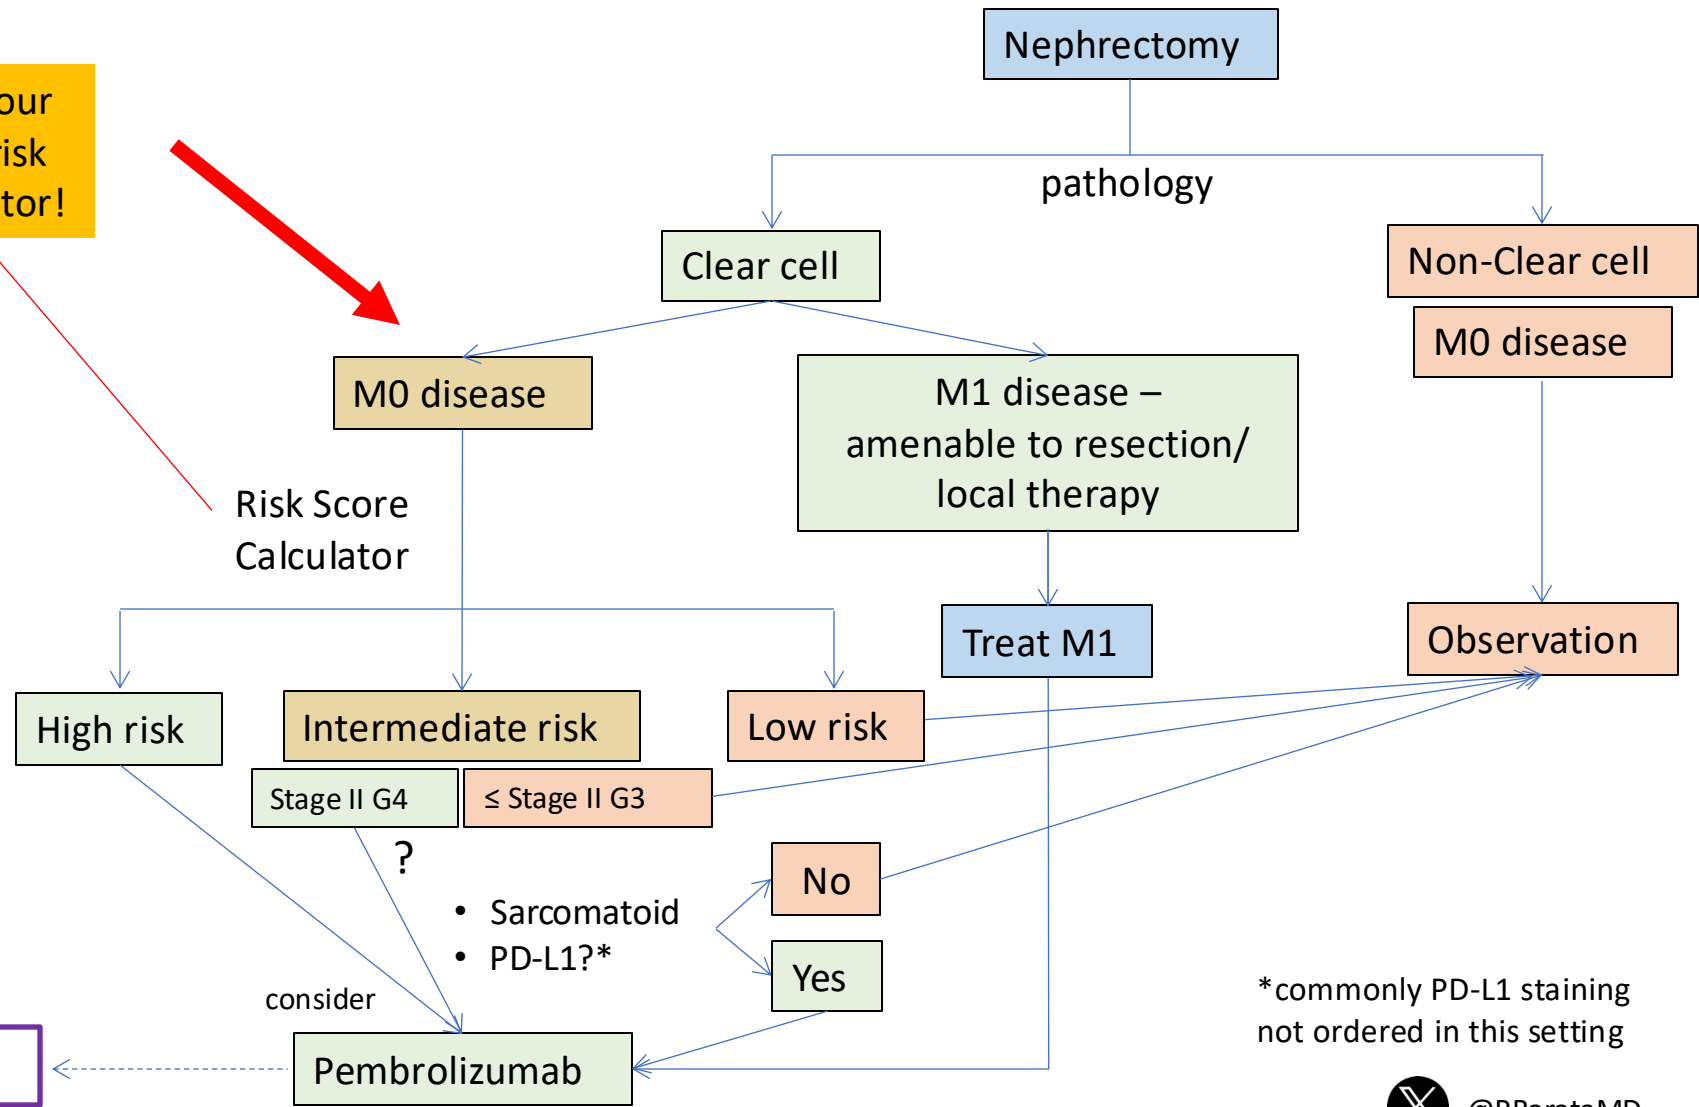 Nephrectomy
our
risk
tor!
pathology
Clear cell
Non-Clear cell
M0 disease
M0 disease
M1 disease –
amenable to resection/
local therapy
Risk Score
Calculator
Treat M1
Observation
High risk
Intermediate risk
Low risk
Stage II G4
≤ Stage II G3
?
No
• Sarcomatoid
• PD-L1?*
Yes
consider
*commonly PD-L1 staining
not ordered in this setting
Pembrolizumab